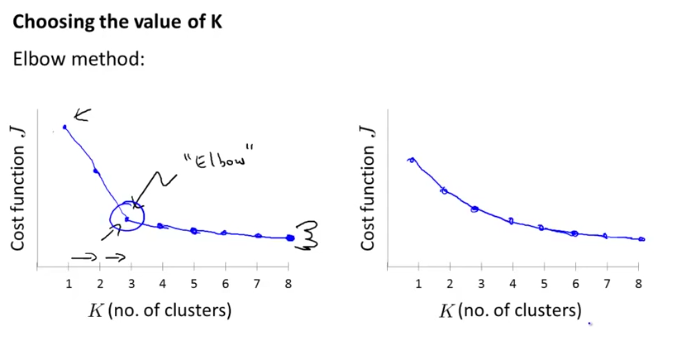 Choosing the value of K
Elbow method:
"Elbow"
Cost function J
1 2 3 4 5 6 7 8
K (no. of clusters)
Cost function J
1 2 3 4 5 6 7 8
K (no. of clusters)